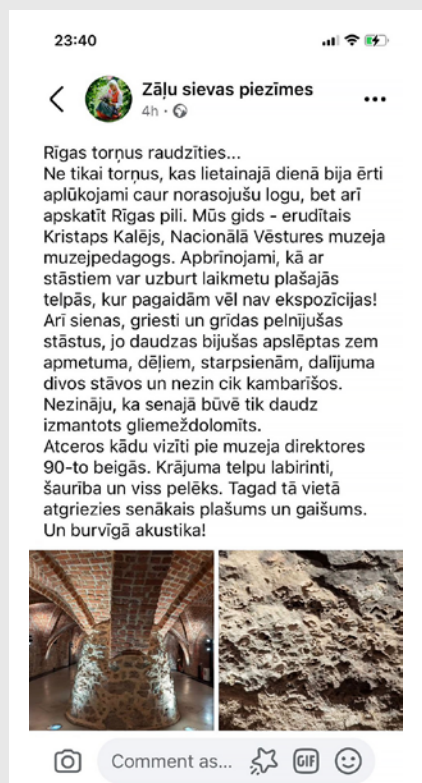 23:40
Zāļu sievas piezīmes
4h ·
Rīgas torņus raudzīties...
Ne tikai torņus, kas lietainajā dienā bija ērti
aplūkojami caur norasojušu logu, bet arī
apskatīt Rīgas pili. Mūs gids - erudītais
Kristaps Kalējs, Nacionālā Vēstures muzeja
muzejpedagogs. Apbrīnojami, kā ar
stāstiem var uzburt laikmetu plašajās
telpās, kur pagaidām vēl nav ekspozīcijas!
Arī sienas, griesti un grīdas pelnījušas
stāstus, jo daudzas bijušas apslēptas zem
apmetuma, dēļiem, starpsienām, dalījuma
divos stāvos un nezin cik kambarīšos.
Nezināju, ka senajā būvē tik daudz
izmantots gliemeždolomīts.
Atceros kādu vizīti pie muzeja direktores
90-to beigās. Krājuma telpu labirinti,
šaurība un viss pelēks. Tagad tā vietā
atgriezies senākais plašums un gaišums.
Un burvīgā akustika!
Comment as... GIF